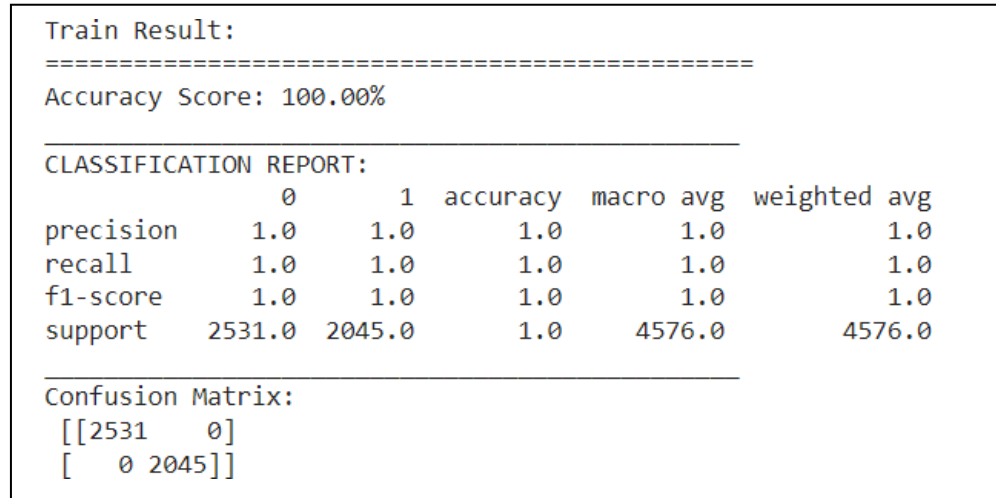 Train Result:
================================================
Accuracy Score: 100.00%
_______________________________________________
CLASSIFICATION REPORT:
0 1 accuracy macro avg weighted avg
precision 1.0 1.0 1.0 1.0 1.0
recall 1.0 1.0 1.0 1.0 1.0
f1-score 1.0 1.0 1.0 1.0 1.0
support 2531.0 2045.0 1.0 4576.0 4576.0
_______________________________________________
Confusion Matrix:
[[2531 0]
[ 0 2045]]